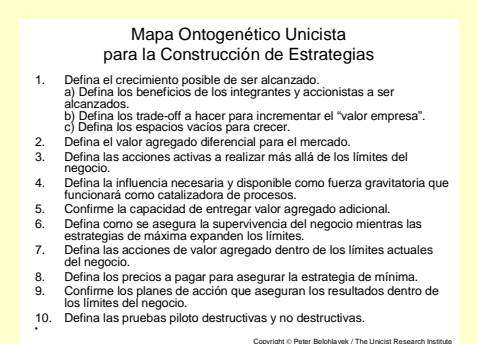 Mapa Ontogenético Unicista
para la Construcción de Estrategias
1. Defina el crecimiento posible de ser alcanzado.
a) Defina los beneficios de los integrantes y accionistas a ser
alcanzados.
b) Defina los trade-off a hacer para incrementar el “valor empresa”.
c) Defina los espacios vacíos para crecer.
2. Defina el valor agregado diferencial para el mercado.
3. Defina las acciones activas a realizar más allá de los límites del
negocio.
4. Defina la influencia necesaria y disponible como fuerza gravitatoria que
funcionará como catalizadora de procesos.
5. Confirme la capacidad de entregar valor agregado adicional.
6. Defina como se asegura la supervivencia del negocio mientras las
estrategias de máxima expanden los límites.
7. Defina las acciones de valor agregado dentro de los límites actuales
del negocio.
8. Defina los precios a pagar para asegurar la estrategia de mínima.
9. Confirme los planes de acción que aseguran los resultados dentro de
los límites del negocio.
10. Defina las pruebas piloto destructivas y no destructivas.
•
Copyright © Peter Belohlavek / The Unicist Research Institute